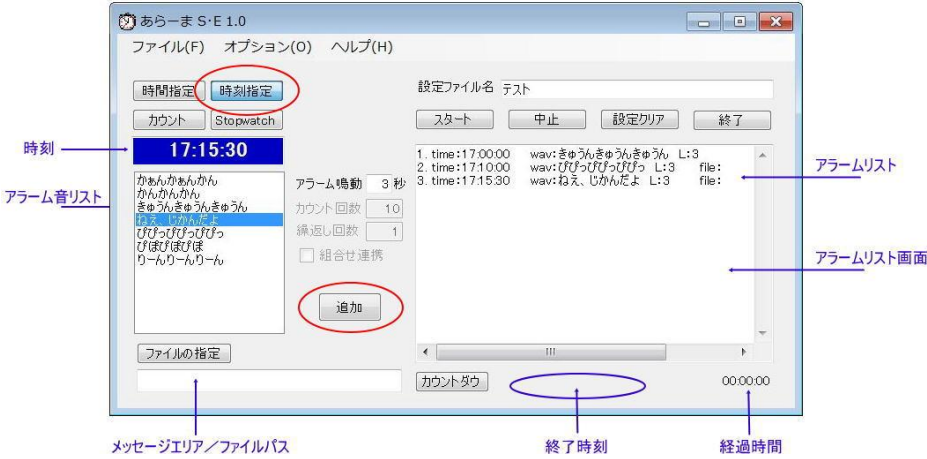 あらーま S･E 1.0
ファイル(F) オプション(O) ヘルプ(H)
時間指定 時刻指定
設定ファイル名 テスト
カウント Stopwatch
スタート 中止 設定クリア 終了
時刻
17:15:30
アラーム音リスト
かぁんかぁんかん
かんかんかん
きゅうんきゅうんきゅうん
ねえ、じかんだよ
ぴぴっぴぴっぴぴっ
ぴぽぴぽぴぽ
りーんりーんりーん
アラーム鳴動 3 秒
カウント回数 10
繰返し回数 1
組合せ連携
追加
1. time:17:00:00 wav:きゅうんきゅうんきゅうん L:3
2. time:17:10:00 wav:ぴぴっぴぴっぴぴっ L:3 file:
3. time:17:15:30 wav:ねえ、じかんだよ L:3 file:
アラームリスト
アラームリスト画面
ファイルの指定
カウントダウ
00:00:00
メッセージエリア／ファイルパス
終了時刻
経過時間